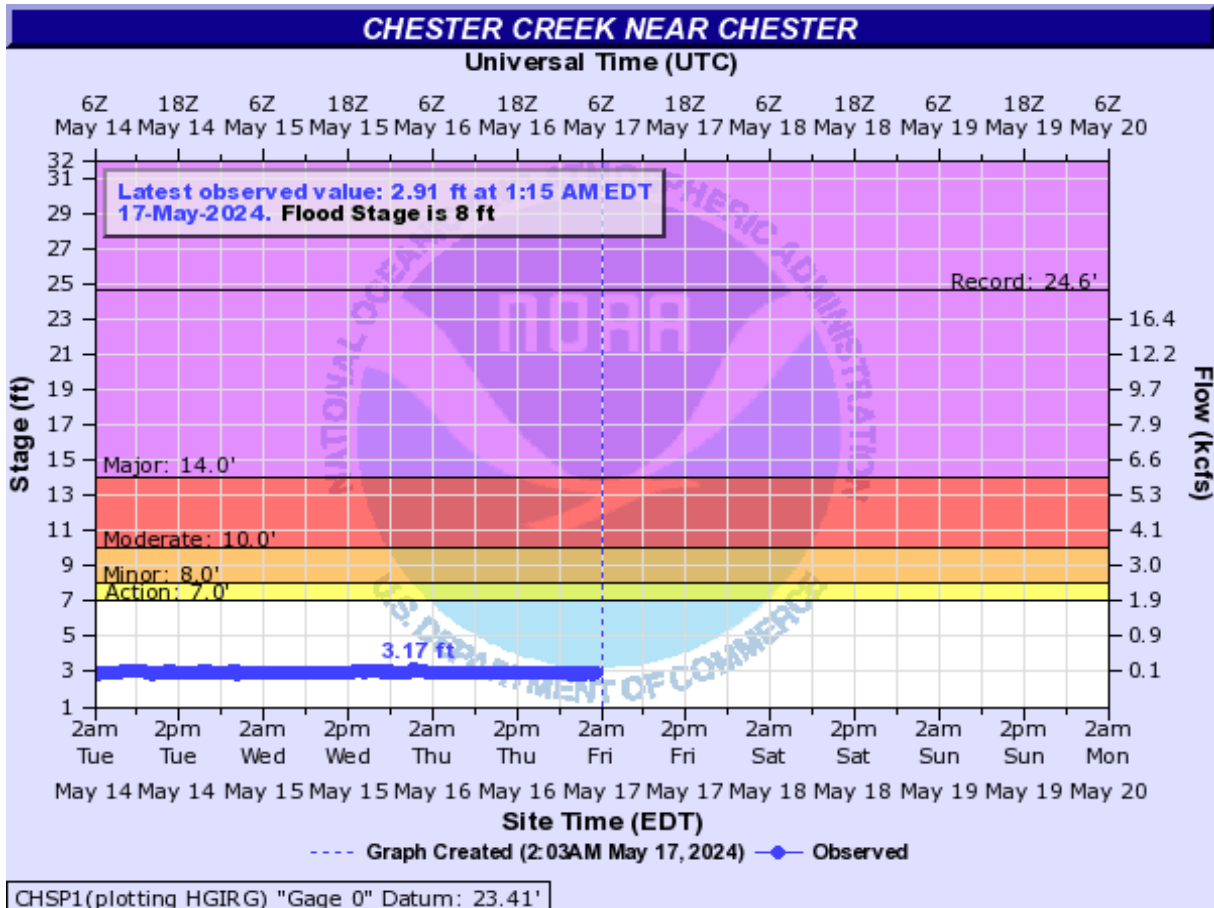 CHESTER CREEK NEAR CHESTER
Universal Time (UTC)
6Z 18Z 6Z 18Z 6Z 18Z 6Z 18Z 6Z 18Z 6Z 18Z 6Z
May 14 May 14 May 15 May 15 May 16 May 16 May 17 May 17 May 18 May 18 May 19 May 19 May 20
32
31
29
27
25
23
21
19
17
15
13
11
9
7
5
3
1
Stage (ft)
Latest observed value: 2.91 ft at 1:15 AM EDT
17-May-2024. Flood Stage is 8 ft
Record: 24.6'
Major: 14.0'
Moderate: 10.0'
Minor: 8.0'
Action: 7.0'
3.17 ft
NATIONAL OCEANIC AND ATMOSPHERIC ADMINISTRATION
NOAA
U.S. DEPARTMENT OF COMMERCE
16.4
12.2
9.7
7.9
6.6
5.3
4.1
3.0
1.9
0.9
0.1
Flow (kcfs)
2am 2pm 2am 2pm 2am 2pm 2am 2pm 2am 2pm 2am 2pm 2am
Tue Tue Wed Wed Thu Thu Fri Fri Sat Sat Sun Sun Mon
May 14 May 14 May 15 May 15 May 16 May 16 May 17 May 17 May 18 May 18 May 19 May 19 May 20
Site Time (EDT)
Graph Created (2:03AM May 17, 2024) Observed
CHSP1(plotting HGIRG) "Gage 0" Datum: 23.41'